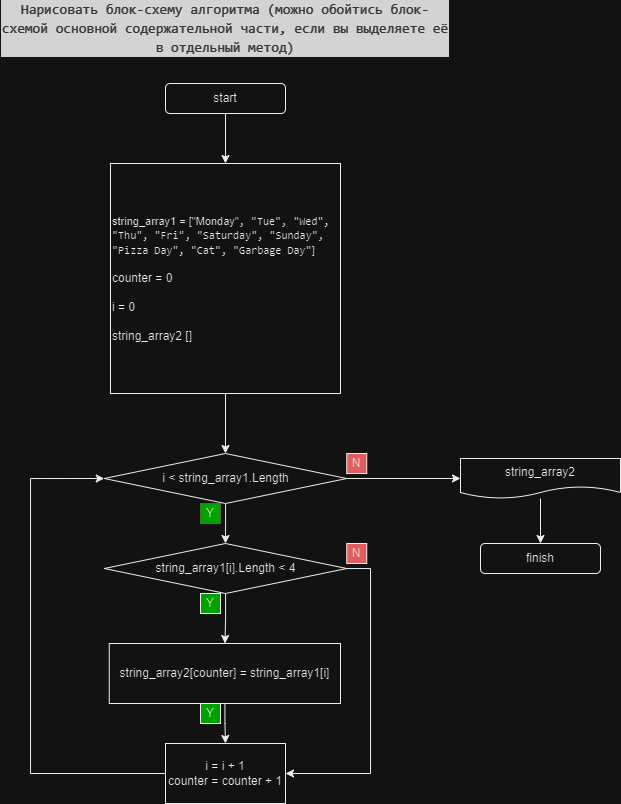 Нарисовать блок-схему алгоритма (можно обойтись блок-
схемой основной содержательной части, если вы выделяете её
в отдельный метод)
start
string_array1 = ["Monday", "Tue", "Wed",
"Thu", "Fri", "Saturday", "Sunday",
"Pizza Day", "Cat", "Garbage Day"]
counter = 0
i = 0
string_array2 []
i < string_array1.Length
N
string_array2
Y
finish
string_array1[i].Length < 4
N
Y
string_array2[counter] = string_array1[i]
Y
i = i + 1
counter = counter + 1